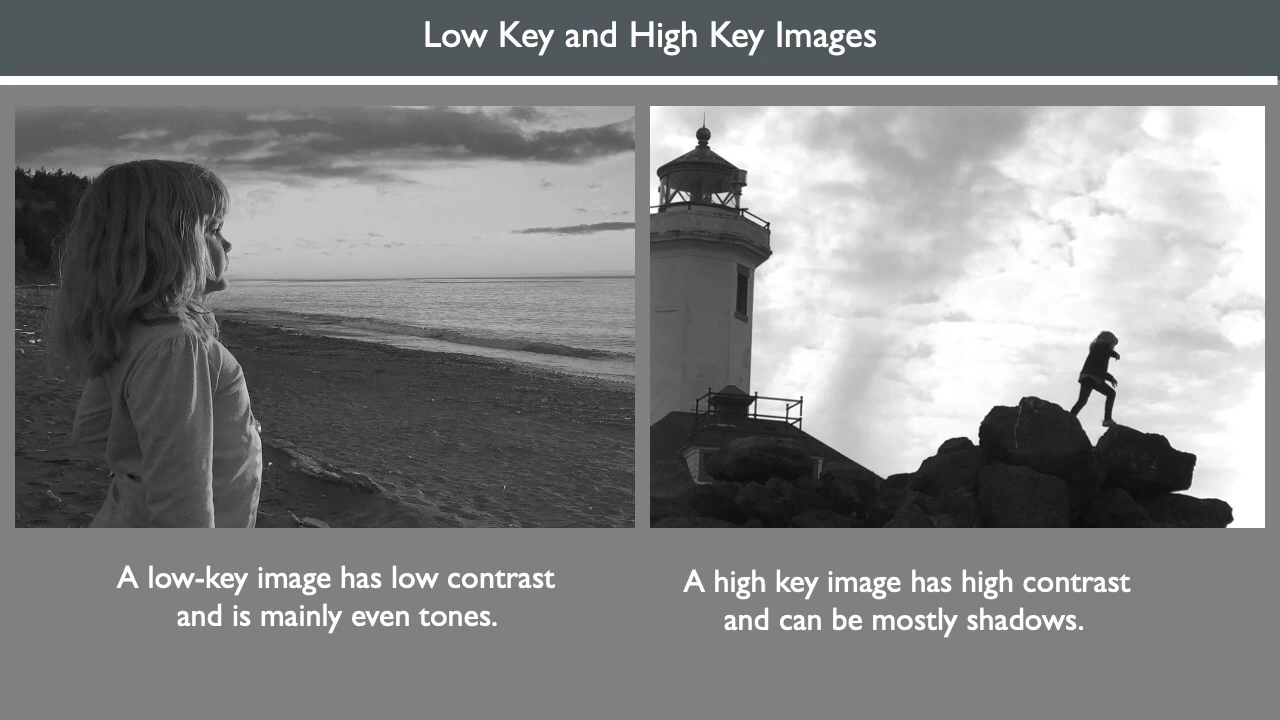 Low Key and High Key Images
A low-key image has low contrast
and is mainly even tones.
A high key image has high contrast
and can be mostly shadows.